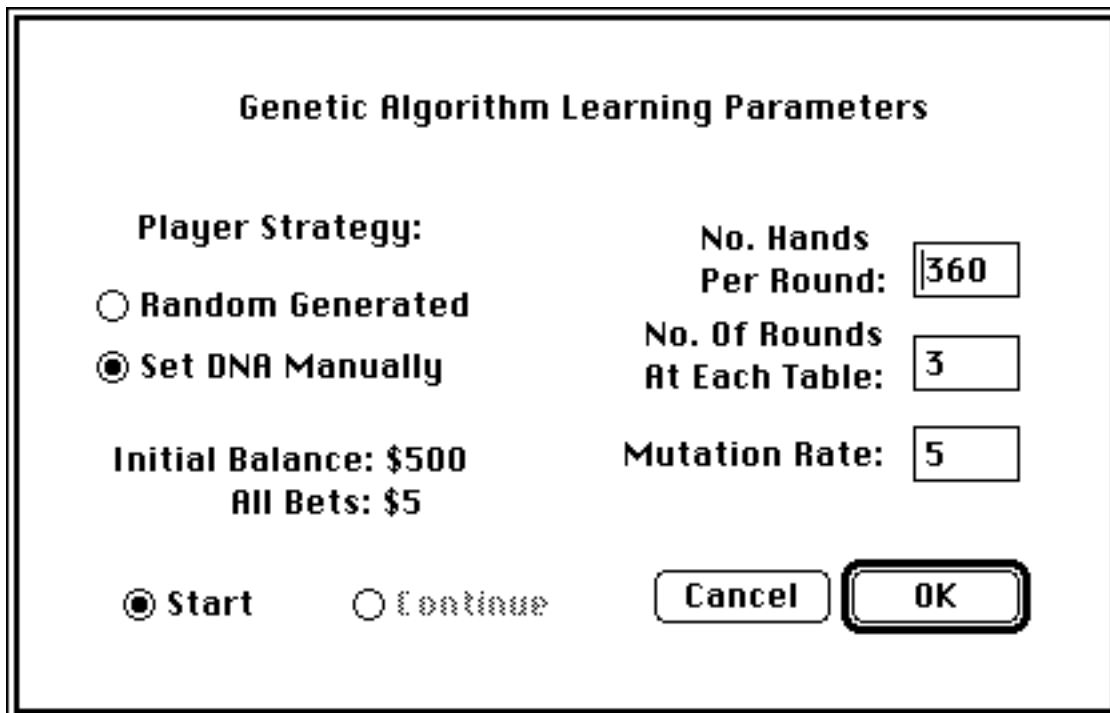 Genetic Algorithm Learning Parameters
Player Strategy:
Random Generated
Set DNA Manually
Initial Balance: $500
All Bets: $5
No. Hands
Per Round: 360
No. Of Rounds
At Each Table: 3
Mutation Rate: 5
Start
Continue
Cancel
OK